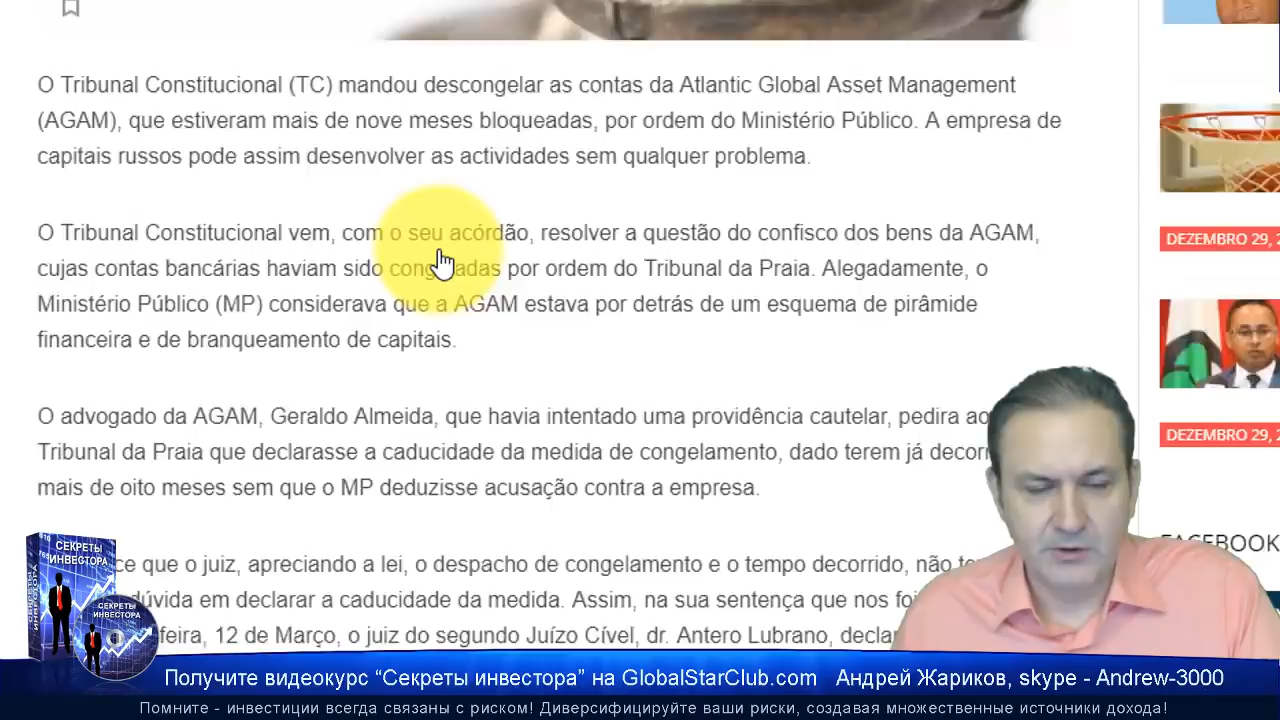 O Tribunal Constitucional (TC) mandou descongelar as contas da Atlantic Global Asset Management
(AGAM), que estiveram mais de nove meses bloqueadas, por ordem do Ministério Público. A empresa de
capitais russos pode assim desenvolver as actividades sem qualquer problema.
O Tribunal Constitucional vem, com o seu acórdão, resolver a questão do confisco dos bens da AGAM,
cujas contas bancárias haviam sido congeladas por ordem do Tribunal da Praia. Alegadamente, o
Ministério Público (MP) considerava que a AGAM estava por detrás de um esquema de pirâmide
financeira e de branqueamento de capitais.
O advogado da AGAM, Geraldo Almeida, que havia intentado uma providência cautelar, pedira ao
Tribunal da Praia que declarasse a caducidade da medida de congelamento, dado terem já
mais de oito meses sem que o MP deduzisse acusação contra a empresa.
que o juiz, apreciando a lei, o despacho de congelamento e o tempo decorrido, não
dúvida em declarar a caducidade da medida. Assim, na sua sentença que nos
feira, 12 de Março, o juiz do segundo Juízo Cível, dr. Antero Lubrano,
DEZEMBRO 29,
DEZEMBRO 29,
FACEBOOK
СЕКРЕТЫ
ИНВЕСТОРА
СЕКРЕТЫ
ИНВЕСТОРА
СЕКРЕТЫ
ИНВЕСТОРА
Получите видеокурс “Секреты инвестора” на GlobalStarClub.com Андрей Жариков, skype - Andrew-3000
Помните - инвестиции всегда связаны с риском! Диверсифицируйте ваши риски, создавая множественные источники дохода!